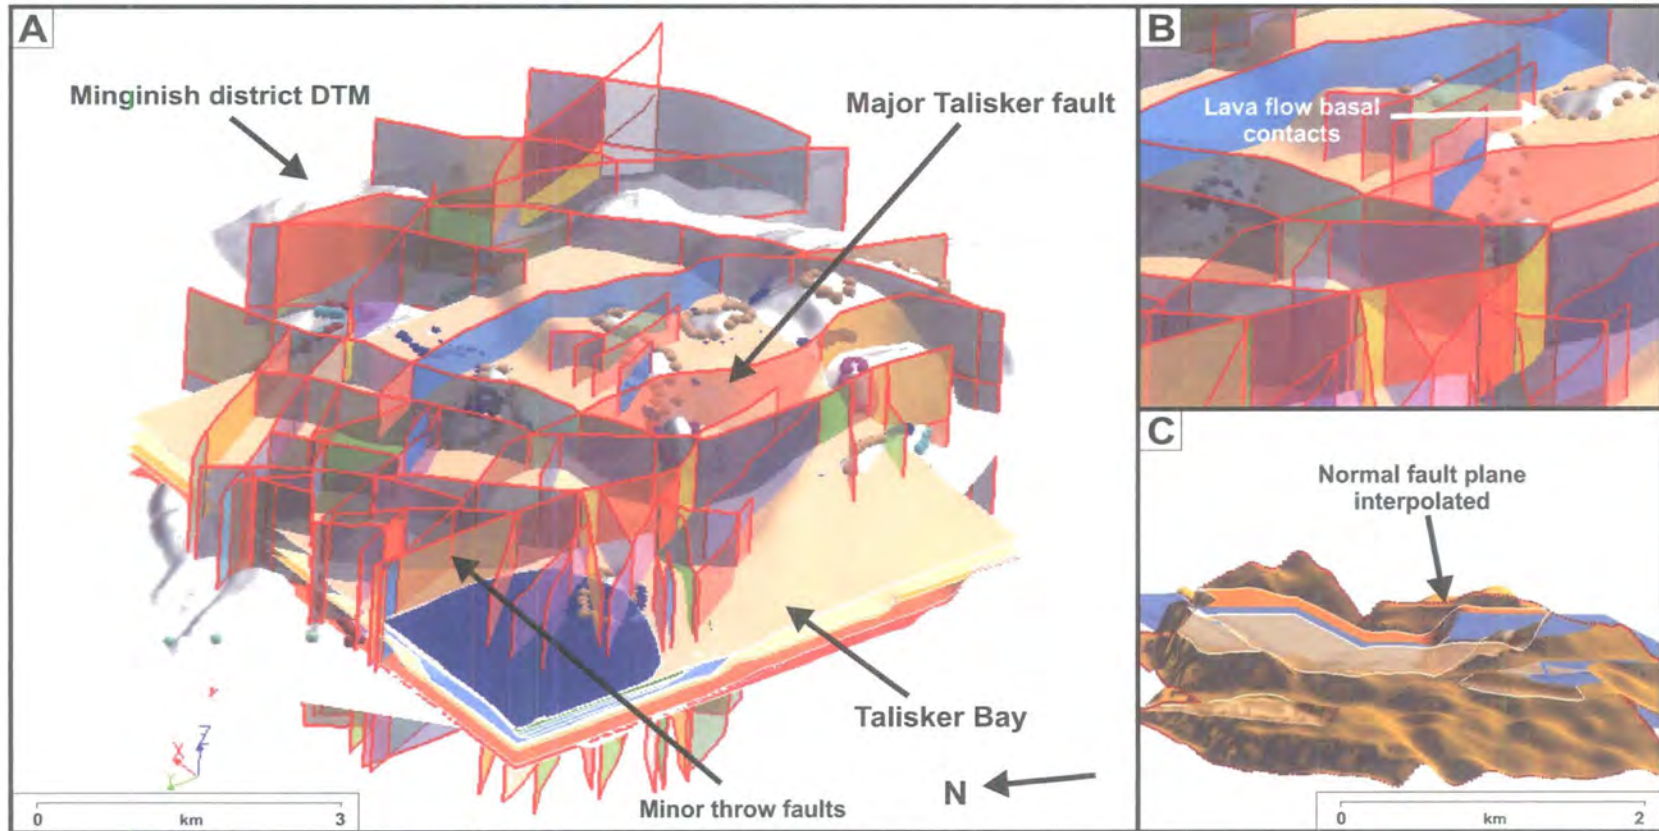 A
Minginish district DTM
Major Talisker fault
Talisker Bay
Minor throw faults
N
X
Z
Y
0 km 3
B
Lava flow basal
contacts
C
Normal fault plane
interpolated
0 km 2